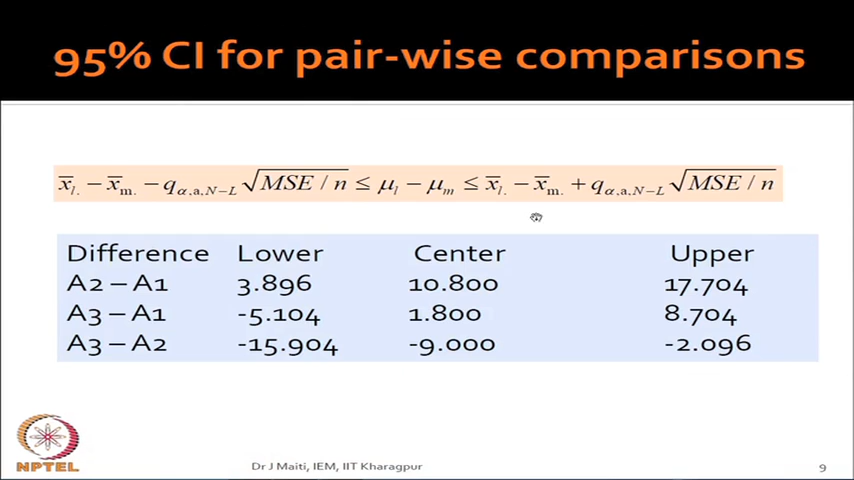 95% CI for pair-wise comparisons
x̄ₗ. − x̄ₘ. − q_{α,a,N−L} √(MSE / n) ≤ μₗ − μₘ ≤ x̄ₗ. − x̄ₘ. + q_{α,a,N−L} √(MSE / n)
Difference Lower Center Upper
A2 – A1 3.896 10.800 17.704
A3 – A1 -5.104 1.800 8.704
A3 – A2 -15.904 -9.000 -2.096
NPTEL
Dr J Maiti, IEM, IIT Kharagpur
9